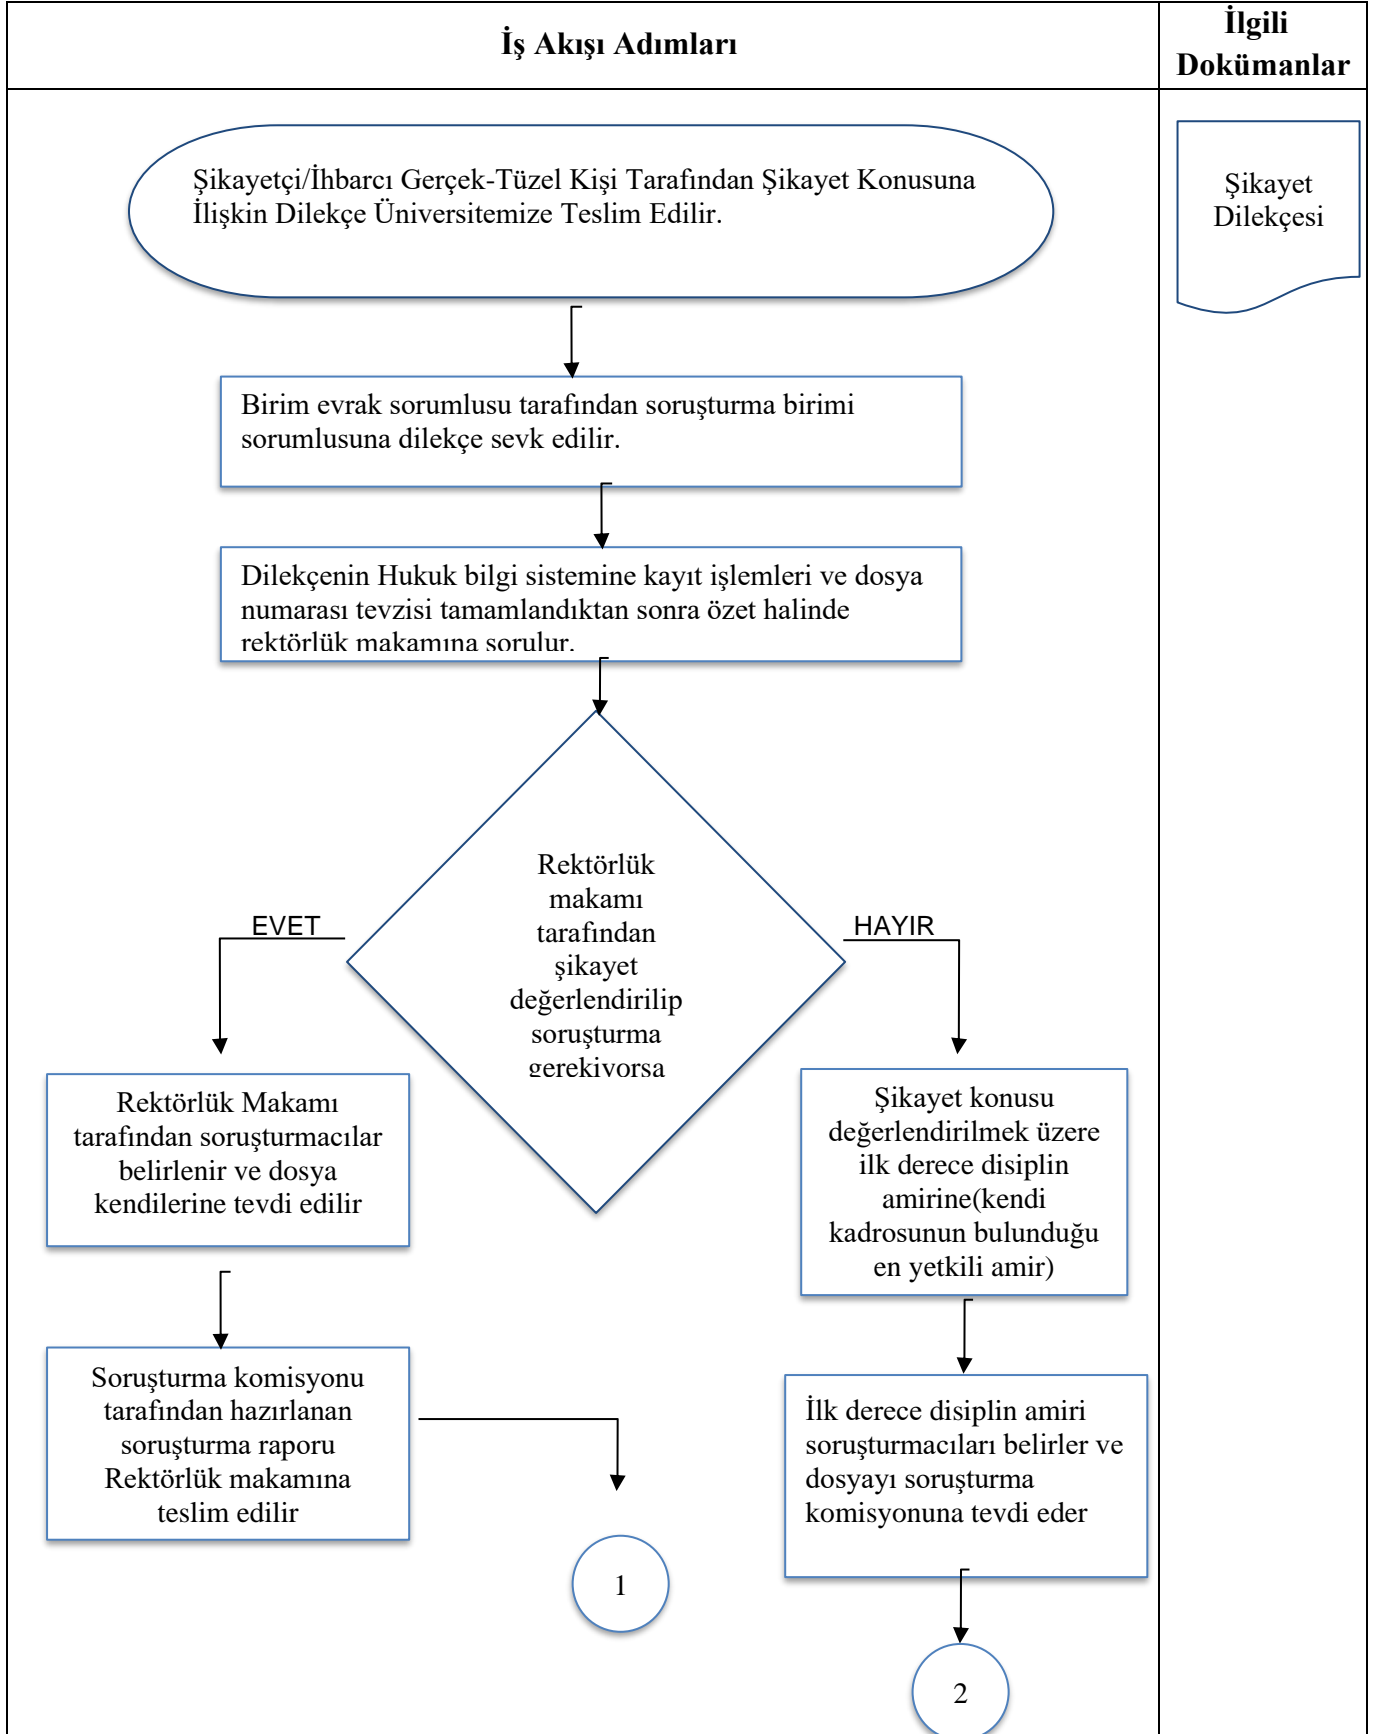 İş Akışı Adımları
İlgili
Dokümanlar
Şikayetçi/İhbarcı Gerçek-Tüzel Kişi Tarafından Şikayet Konusuna
İlişkin Dilekçe Üniversitemize Teslim Edilir.
Şikayet
Dilekçesi
Birim evrak sorumlusu tarafından soruşturma birimi
sorumlusuna dilekçe sevk edilir.
Dilekçenin Hukuk bilgi sistemine kayıt işlemleri ve dosya
numarası tevzisi tamamlandıktan sonra özet halinde
rektörlük makamına sorulur.
Rektörlük
makamı
tarafından
şikayet
değerlendirilip
soruşturma
gerekiyorsa
EVET
HAYIR
Rektörlük Makamı
tarafından soruşturmacılar
belirlenir ve dosya
kendilerine tevdi edilir
Şikayet konusu
değerlendirilmek üzere
ilk derece disiplin
amirine(kendi
kadrosunun bulunduğu
en yetkili amir)
Soruşturma komisyonu
tarafından hazırlanan
soruşturma raporu
Rektörlük makamına
teslim edilir
İlk derece disiplin amiri
soruşturmacıları belirler ve
dosyayı soruşturma
komisyonuna tevdi eder
1
2